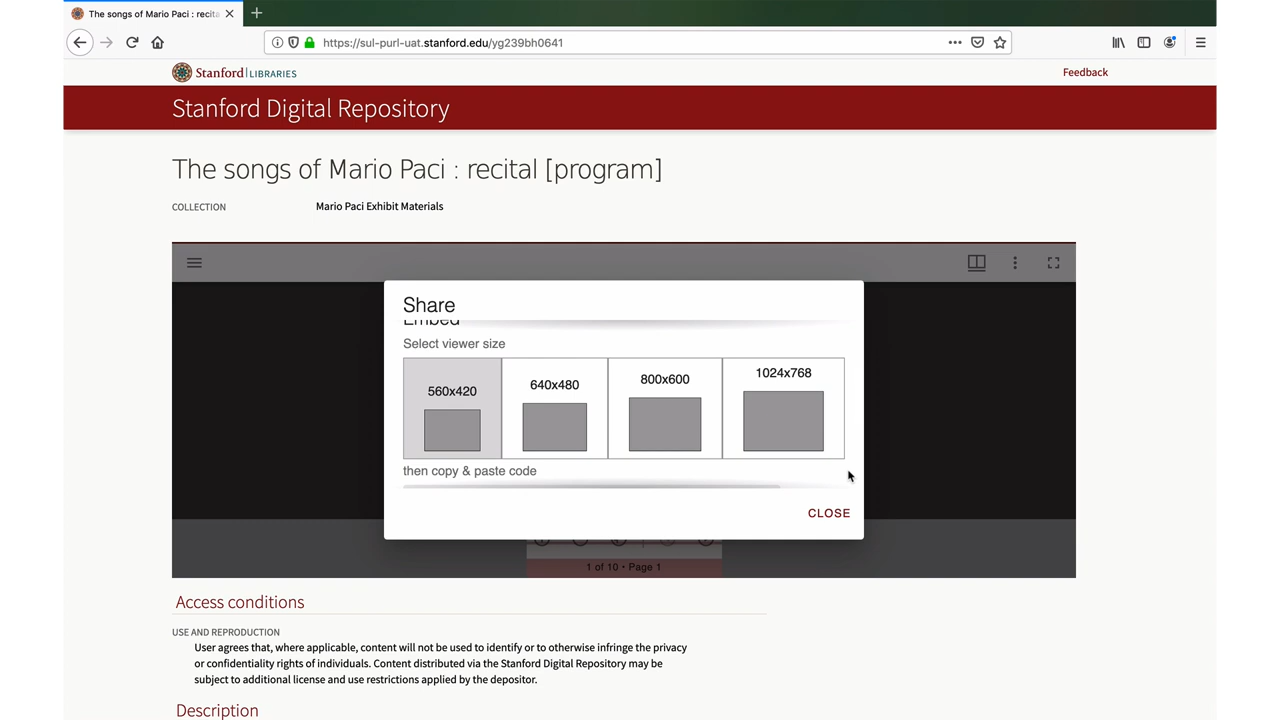 The songs of Mario Paci : recita
https://sul-purl-uat.stanford.edu/yg239bh0641
Stanford | LIBRARIES
Feedback
Stanford Digital Repository
The songs of Mario Paci : recital [program]
COLLECTION Mario Paci Exhibit Materials
Share
Embed
Select viewer size
560x420 640x480 800x600 1024x768
then copy & paste code
CLOSE
1 of 10 • Page 1
Access conditions
USE AND REPRODUCTION
User agrees that, where applicable, content will not be used to identify or to otherwise infringe the privacy
or confidentiality rights of individuals. Content distributed via the Stanford Digital Repository may be
subject to additional license and use restrictions applied by the depositor.
Description